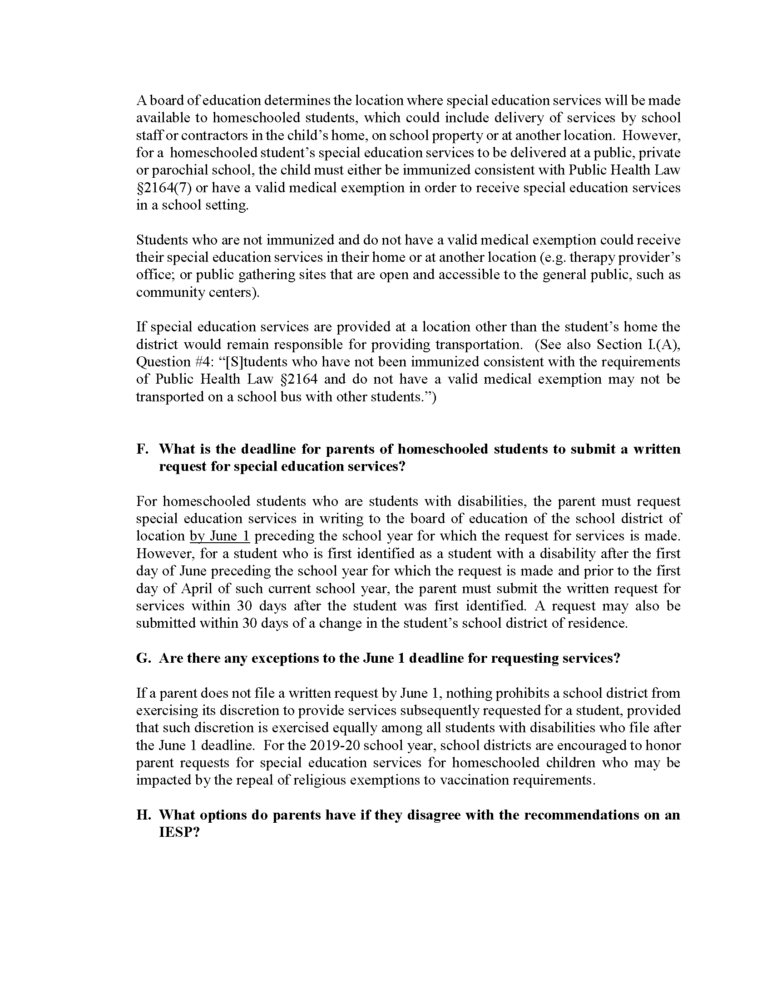 A board of education determines the location where special education services will be made
available to homeschooled students, which could include delivery of services by school
staff or contractors in the child’s home, on school property or at another location.  However,
for a  homeschooled student’s special education services to be delivered at a public, private
or parochial school, the child must either be immunized consistent with Public Health Law
§2164(7) or have a valid medical exemption in order to receive special education services
in a school setting.
Students who are not immunized and do not have a valid medical exemption could receive
their special education services in their home or at another location (e.g. therapy provider’s
office; or public gathering sites that are open and accessible to the general public, such as
community centers).
If special education services are provided at a location other than the student’s home the
district would remain responsible for providing transportation.  (See also Section I.(A),
Question #4: “[S]tudents who have not been immunized consistent with the requirements
of Public Health Law §2164 and do not have a valid medical exemption may not be
transported on a school bus with other students.”)
F. What is the deadline for parents of homeschooled students to submit a written
request for special education services?
For homeschooled students who are students with disabilities, the parent must request
special education services in writing to the board of education of the school district of
location by June 1 preceding the school year for which the request for services is made.
However, for a student who is first identified as a student with a disability after the first
day of June preceding the school year for which the request is made and prior to the first
day of April of such current school year, the parent must submit the written request for
services within 30 days after the student was first identified. A request may also be
submitted within 30 days of a change in the student’s school district of residence.
G. Are there any exceptions to the June 1 deadline for requesting services?
If a parent does not file a written request by June 1, nothing prohibits a school district from
exercising its discretion to provide services subsequently requested for a student, provided
that such discretion is exercised equally among all students with disabilities who file after
the June 1 deadline.  For the 2019-20 school year, school districts are encouraged to honor
parent requests for special education services for homeschooled children who may be
impacted by the repeal of religious exemptions to vaccination requirements.
H. What options do parents have if they disagree with the recommendations on an
IESP?